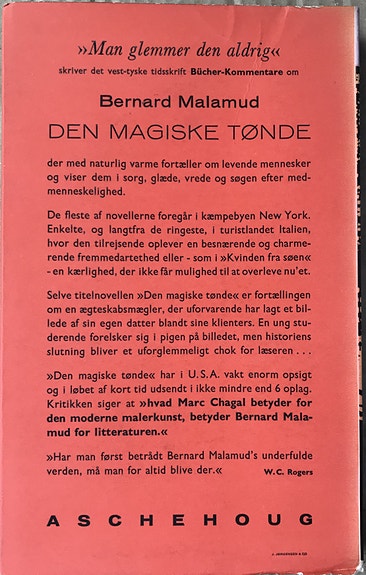 »Man glemmer den aldrig«
skriver det vest-tyske tidsskrift Bücher-Kommentare om
Bernard Malamud
DEN MAGISKE TØNDE
der med naturlig varme fortæller om levende mennesker
og viser dem i sorg, glæde, vrede og søgen efter med-
menneskelighed.
De fleste af novellerne foregår i kæmpebyen New York.
Enkelte, og langtfra de ringeste, i turistlandet Italien,
hvor den tilrejsende oplever en besnærende og charme-
rende fremmedartethed eller - som i »Kvinden fra søen«
- en kærlighed, der ikke får mulighed til at overleve nu'et.
Selve titelnovellen »Den magiske tønde« er fortællingen
om en ægteskabsmægler, der uforvarende har lagt et bil-
lede af sin egen datter blandt sine klienters. En ung stu-
derende forelsker sig i pigen på billedet, men historiens
slutning bliver et uforglemmeligt chok for læseren . . .
»Den magiske tønde« har i U.S.A. vakt enorm opsigt
og i løbet af kort tid udsendt i ikke mindre end 6 oplag.
Kritikken siger at »hvad Marc Chagal betyder for
den moderne malerkunst, betyder Bernard Mala-
mud for litteraturen.«
»Har man først betrådt Bernard Malamud's underfulde
verden, må man for altid blive der.«
W.C. Rogers
ASCHEHOUG